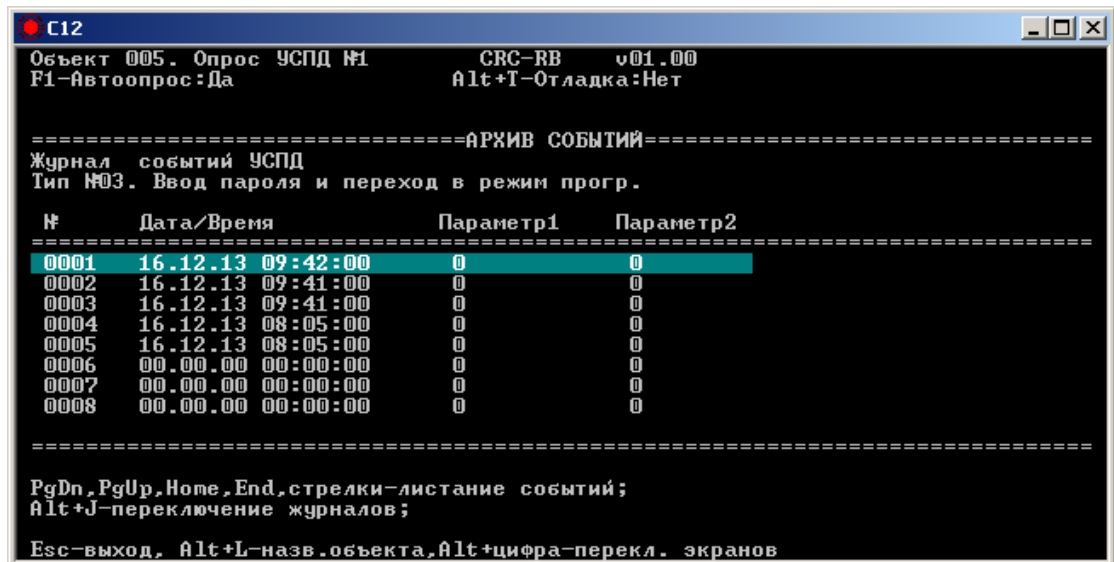 C12
Объект 005. Опрос УСПД №1 CRC-RB v01.00
F1-Автоопрос:Да Alt+T-Отладка:Нет
================================АРХИВ СОБЫТИЙ=================================
Журнал событий УСПД
Тип №03. Ввод пароля и переход в режим прогр.
№ Дата/Время Параметр1 Параметр2
==============================================================================
0001 16.12.13 09:42:00 0 0
0002 16.12.13 09:41:00 0 0
0003 16.12.13 09:41:00 0 0
0004 16.12.13 08:05:00 0 0
0005 16.12.13 08:05:00 0 0
0006 00.00.00 00:00:00 0 0
0007 00.00.00 00:00:00 0 0
0008 00.00.00 00:00:00 0 0
==============================================================================
PgDn,PgUp,Home,End,стрелки-листание событий;
Alt+J-переключение журналов;
Esc-выход, Alt+L-назв.объекта,Alt+цифра-перекл. экранов